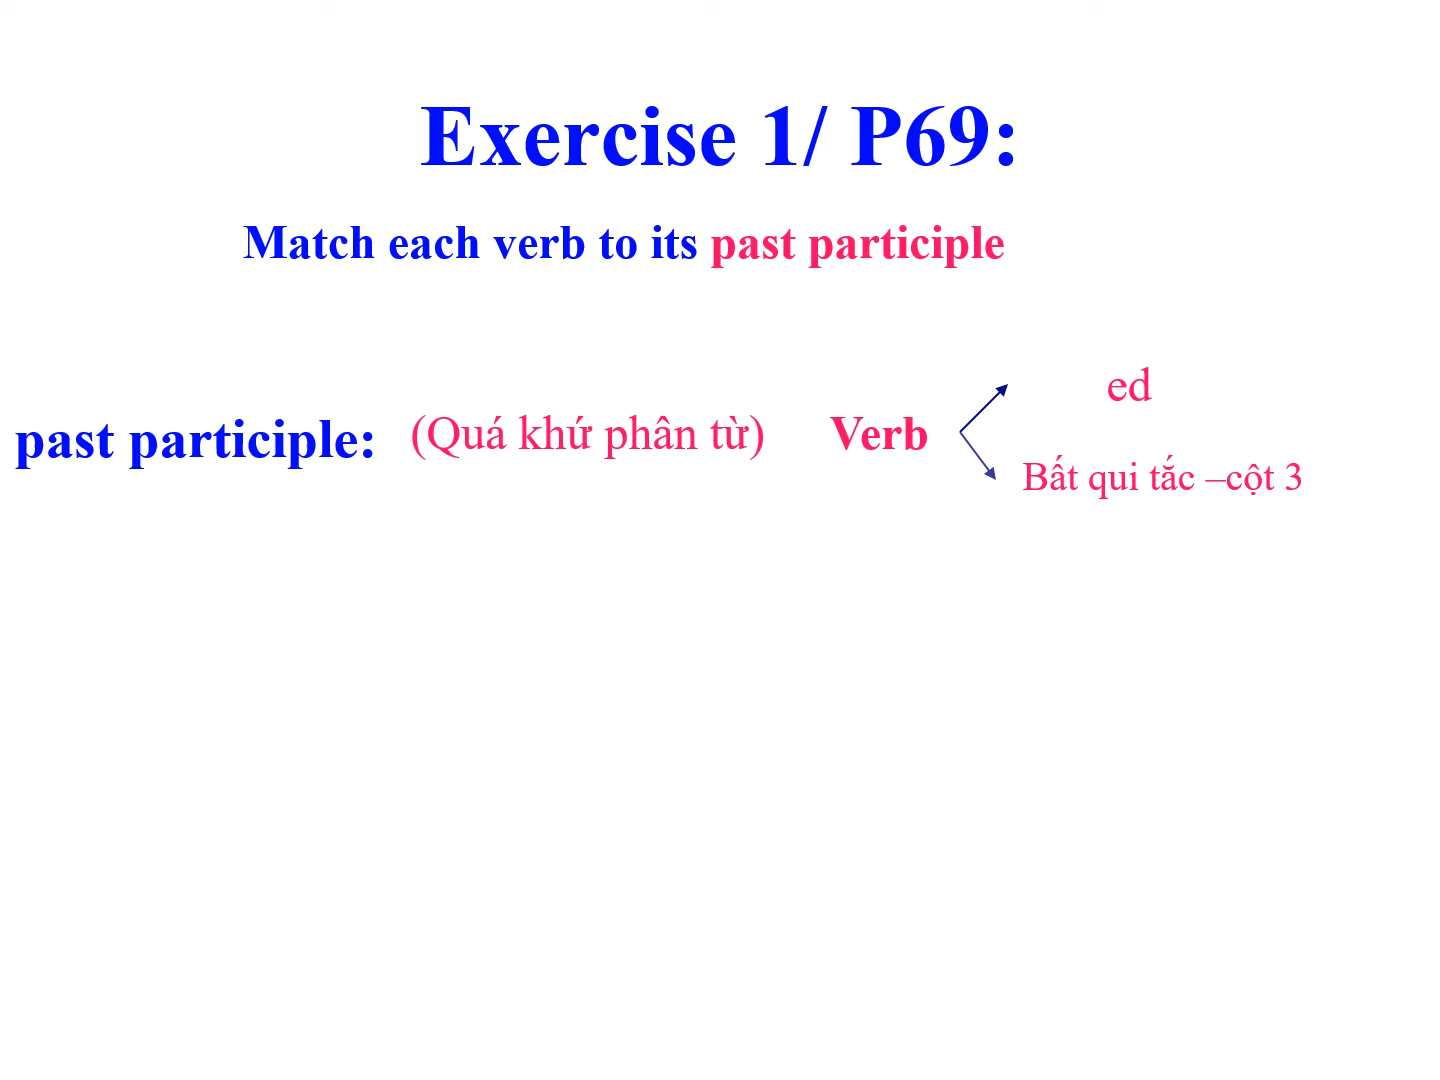 Exercise 1/ P69:
Match each verb to its past participle
ed
past participle: (Quá khứ phân từ) Verb
Bất qui tắc –cột 3